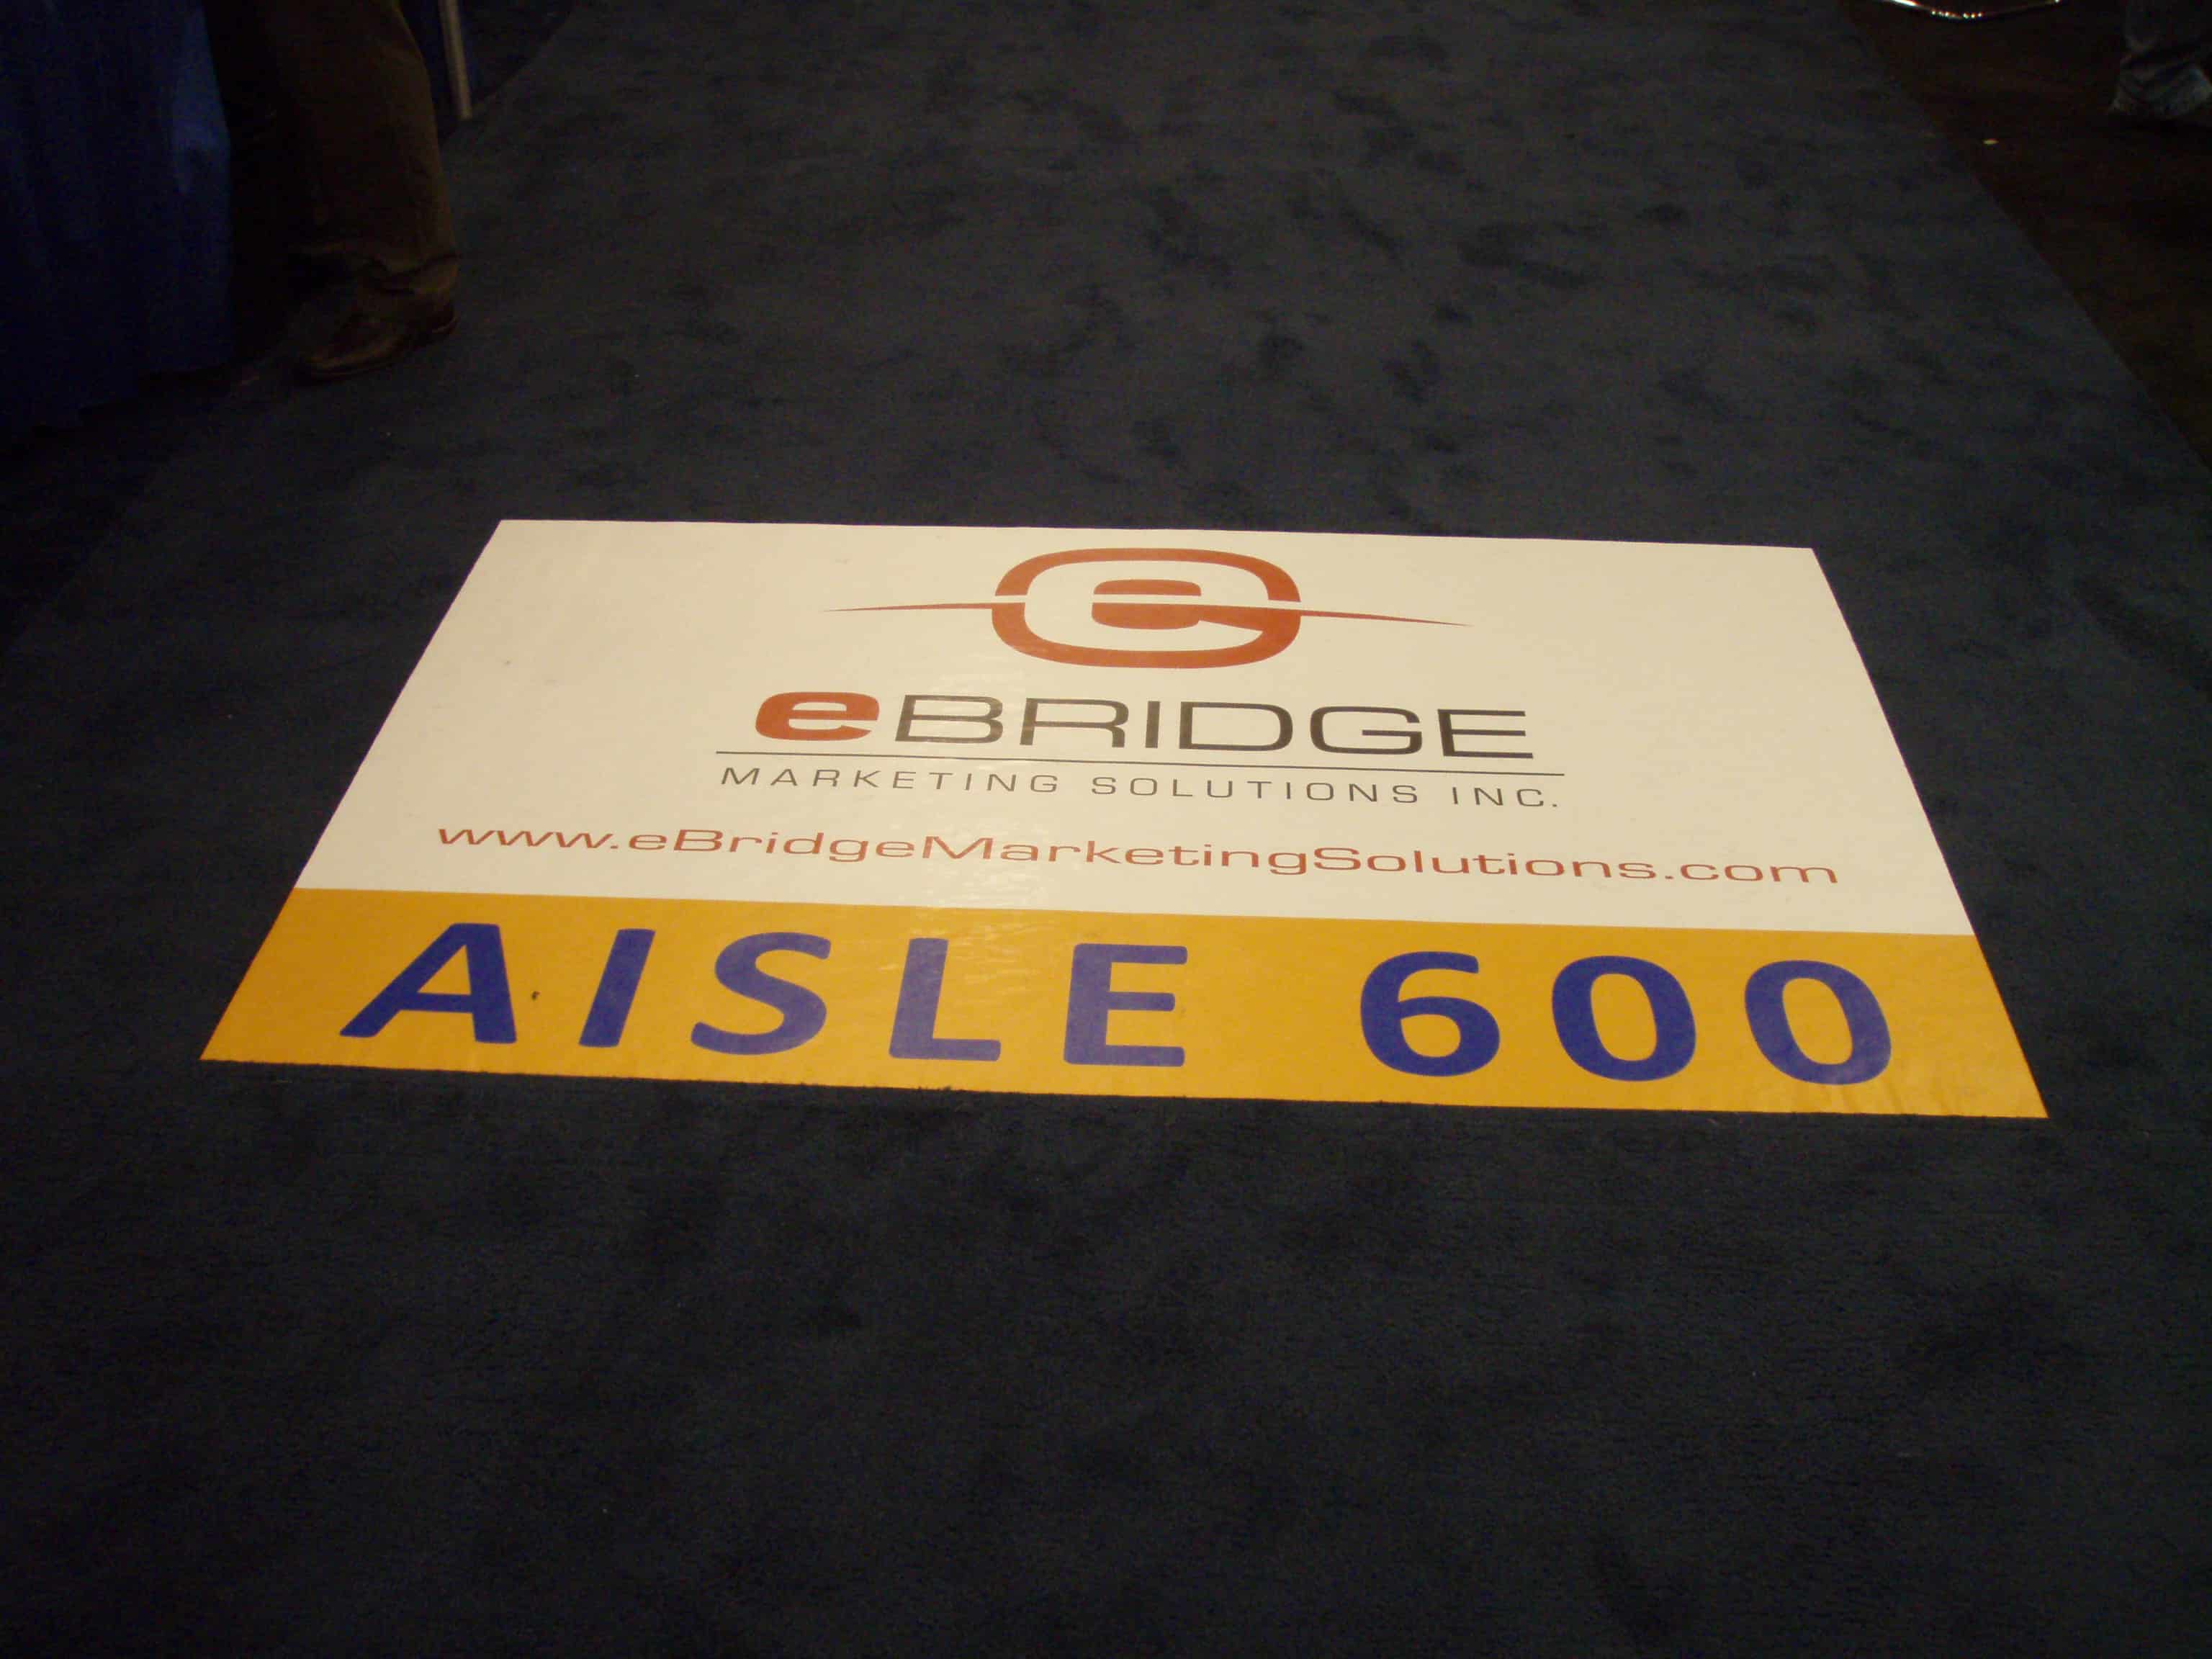 e
eBRIDGE
MARKETING SOLUTIONS INC.
www.eBridgeMarketingSolutions.com
AISLE 600